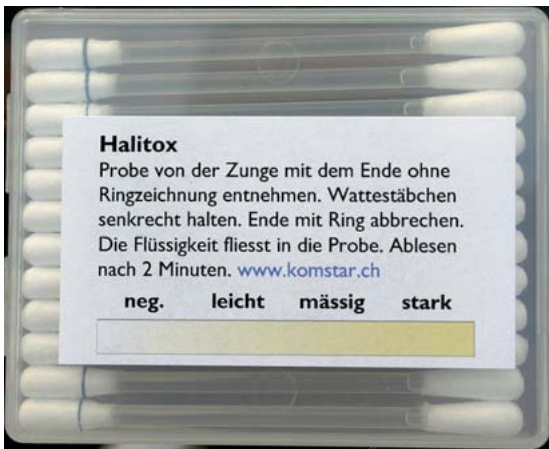 Halitox
Probe von der Zunge mit dem Ende ohne
Ringzeichnung entnehmen. Wattestäbchen
senkrecht halten. Ende mit Ring abbrechen.
Die Flüssigkeit fliesst in die Probe. Ablesen
nach 2 Minuten. www.komstar.ch
neg. leicht mässig stark